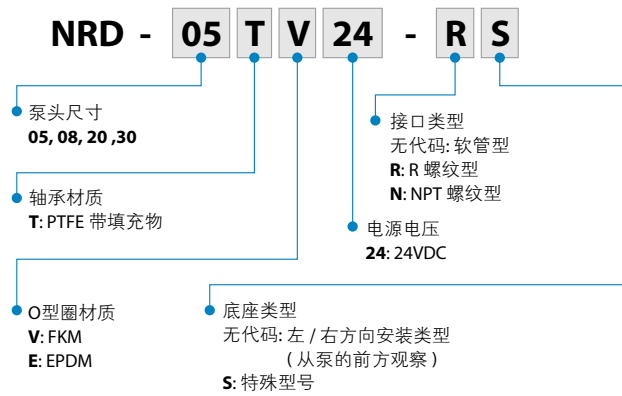 NRD - 05 T V 24 - R S
泵头尺寸
05, 08, 20 ,30
轴承材质
T: PTFE 带填充物
O型圈材质
V: FKM
E: EPDM
接口类型
无代码: 软管型
R: R 螺纹型
N: NPT 螺纹型
电源电压
24: 24VDC
底座类型
无代码: 左 / 右方向安装类型
( 从泵的前方观察 )
S: 特殊型号